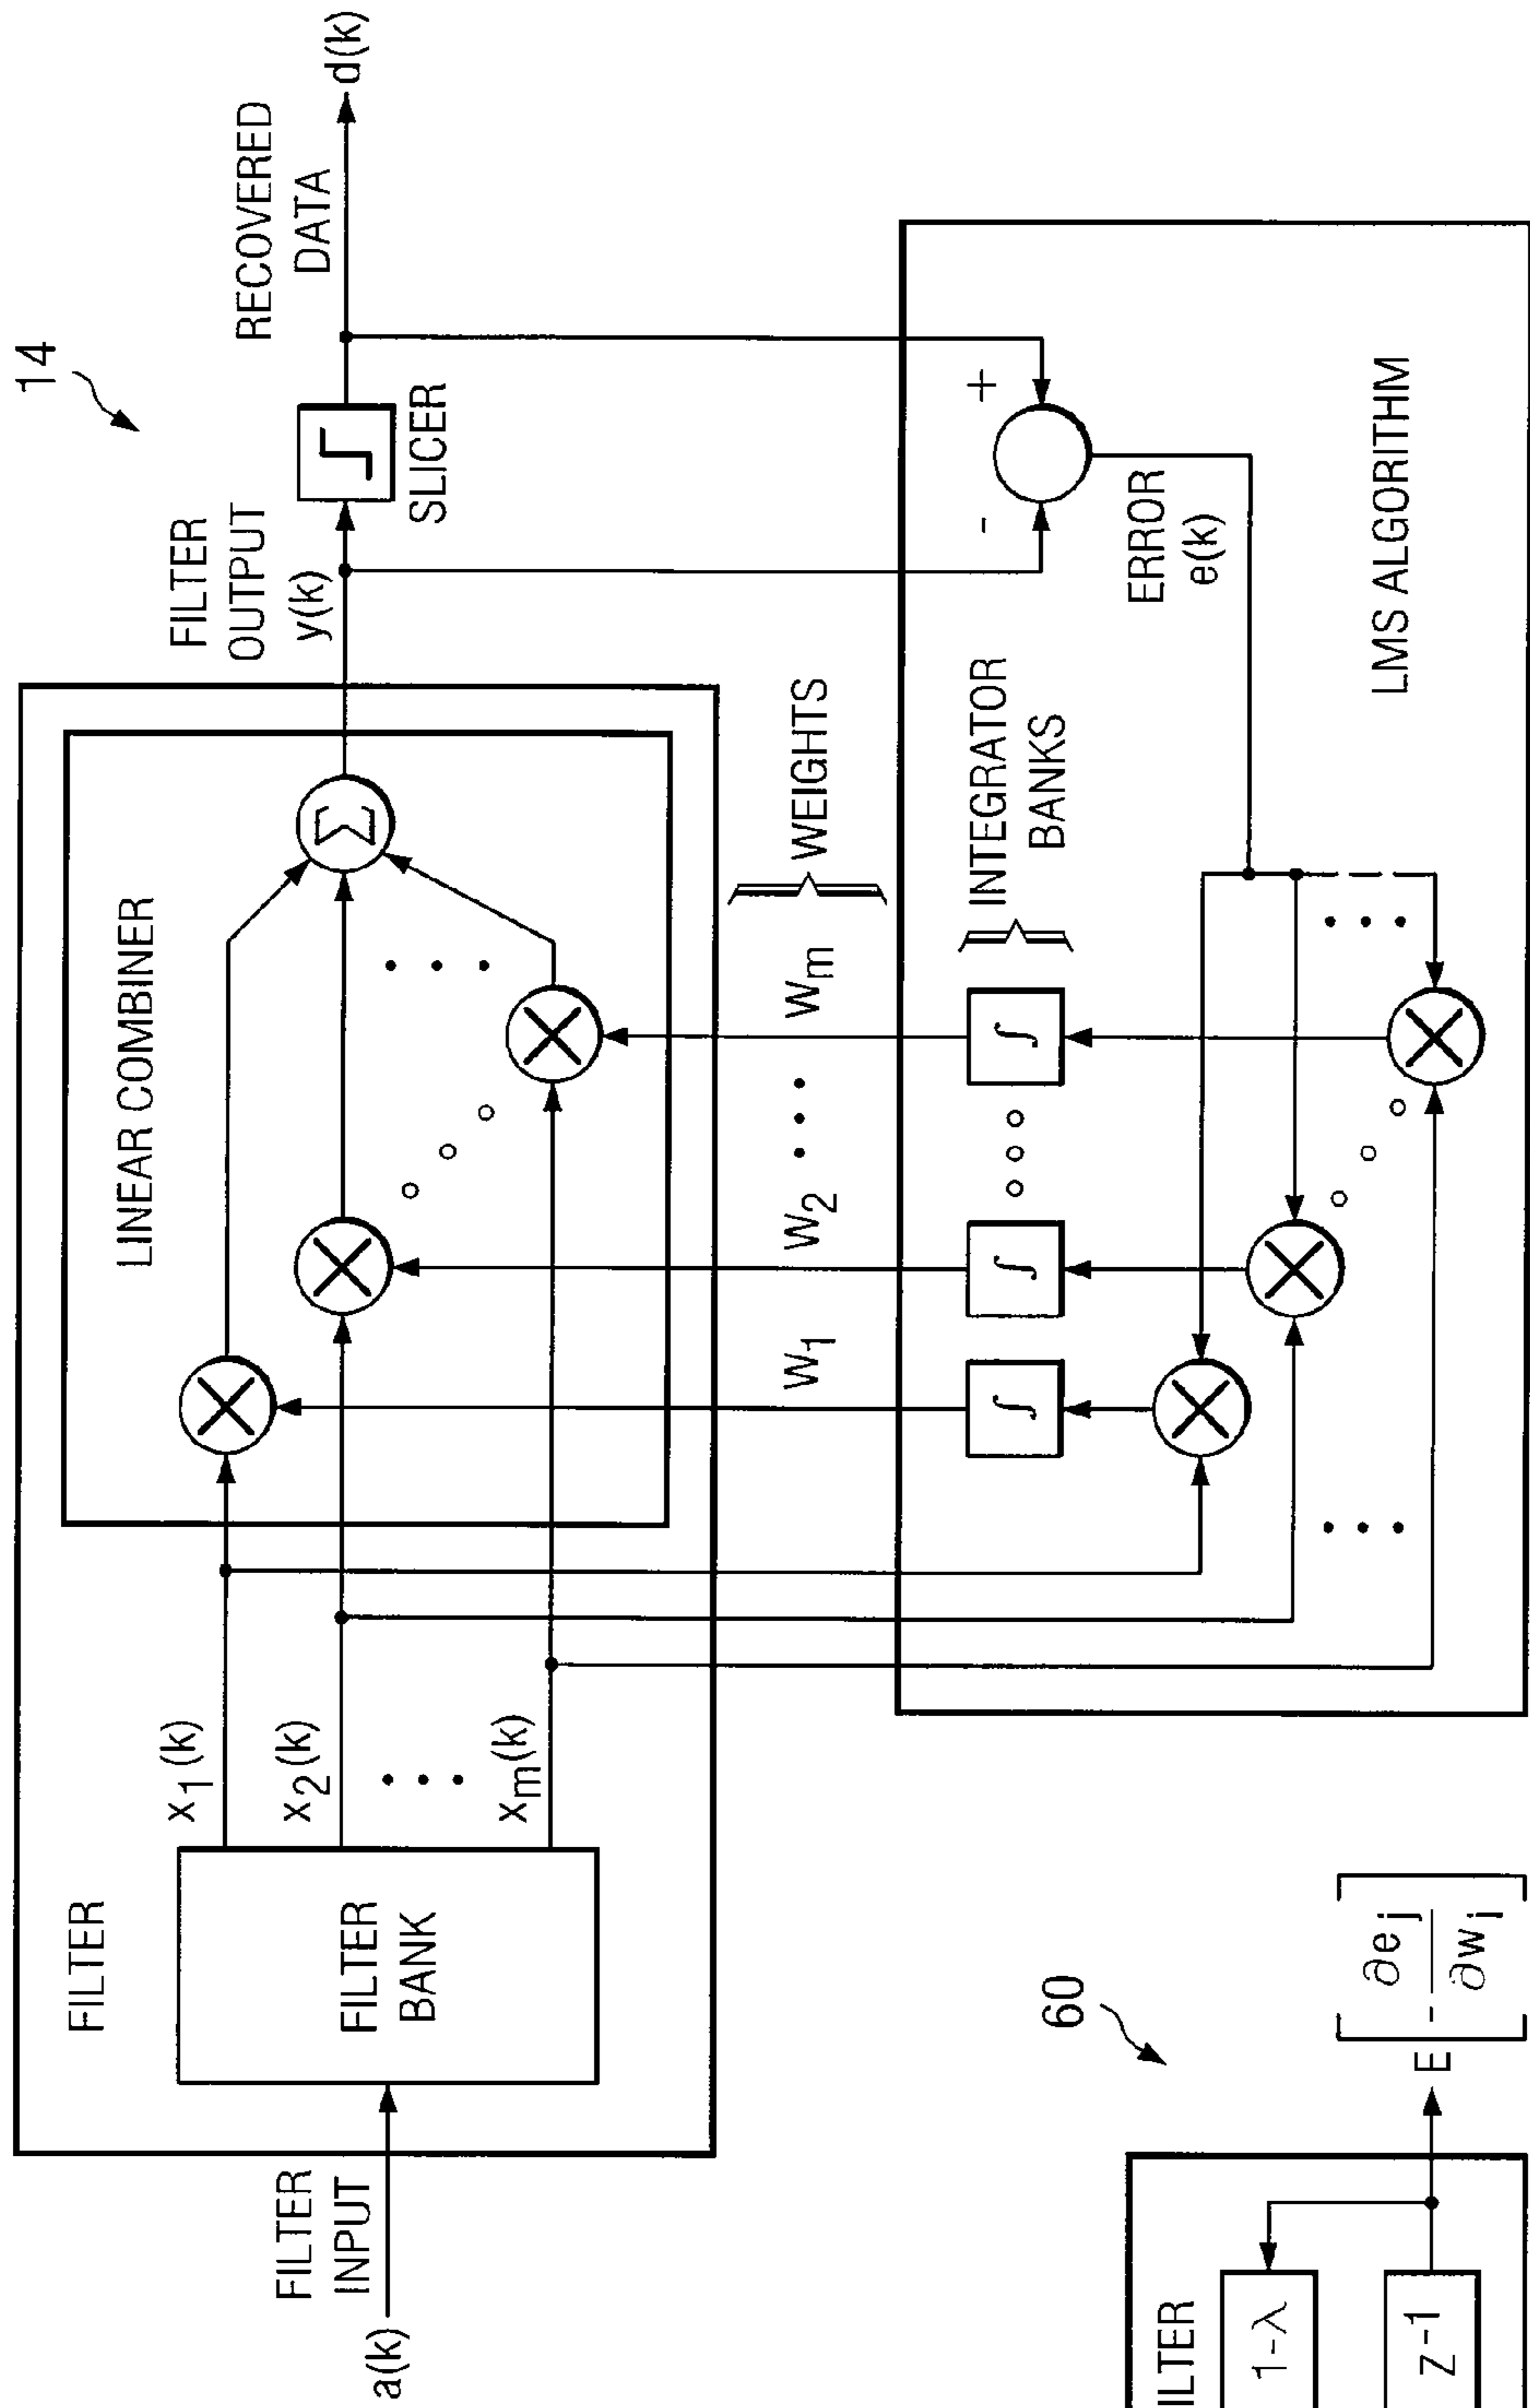 14
FILTER
LINEAR COMBINER
FILTER
INPUT
a(k)
FILTER
BANK
x1(k)
x2(k)
• • •
xm(k)
Σ
FILTER
OUTPUT
y(k)
SLICER
RECOVERED
DATA
d(k)
W1
W2
• • •
Wm
WEIGHTS
∫
∫
∫
INTEGRATOR
BANKS
-
+
ERROR
e(k)
LMS ALGORITHM
60
ILTER
1-λ
Z-1
E [ - ∂ej / ∂wi ]